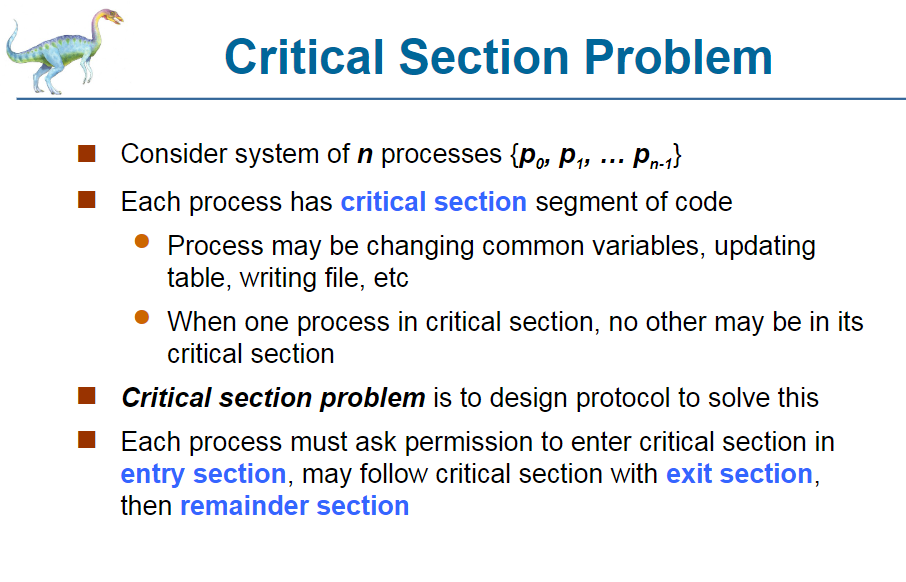 Critical Section Problem
Consider system of n processes {p0, p1, … pn-1}
Each process has critical section segment of code
Process may be changing common variables, updating
table, writing file, etc
When one process in critical section, no other may be in its
critical section
Critical section problem is to design protocol to solve this
Each process must ask permission to enter critical section in
entry section, may follow critical section with exit section,
then remainder section